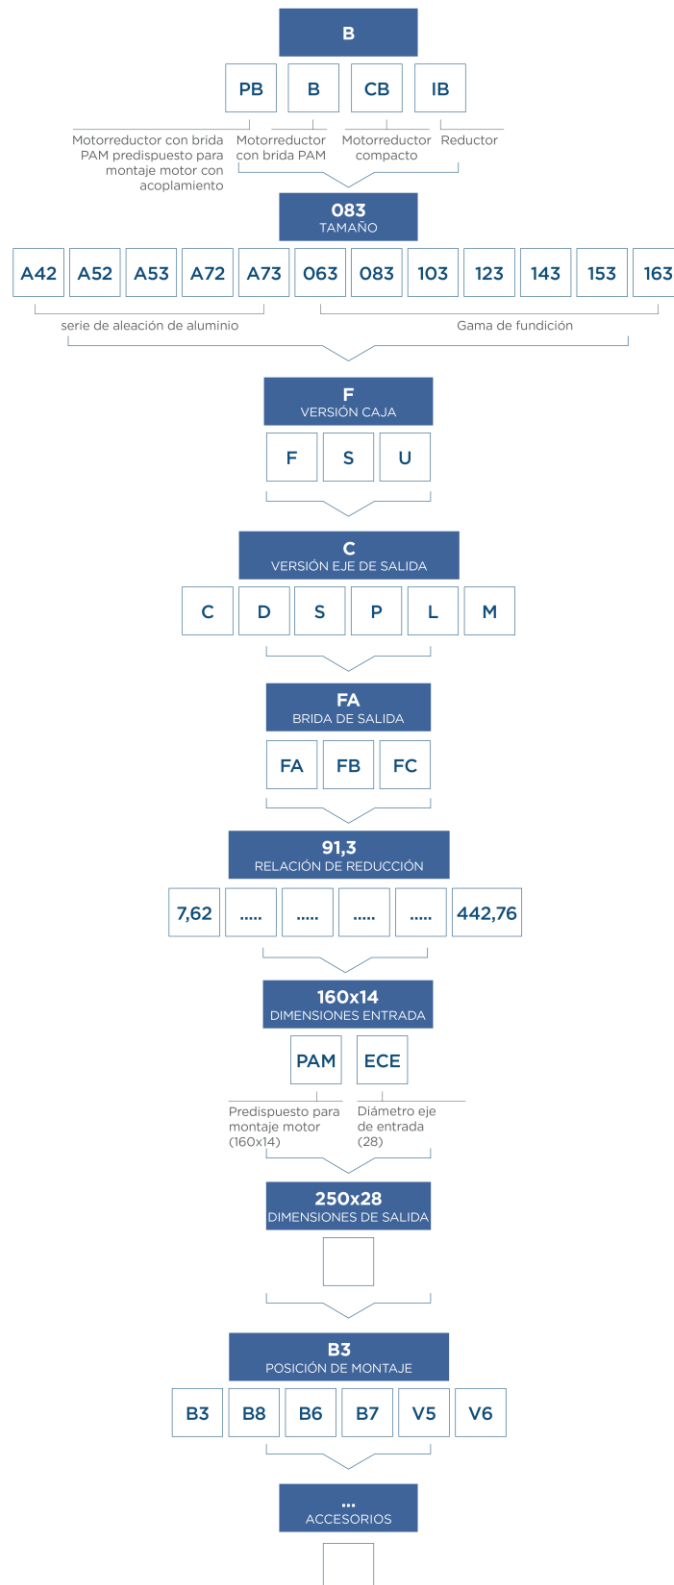 B
PB B CB IB
Motorreductor con brida
PAM predispuesto para
montaje motor con
acoplamiento
Motorreductor
con brida PAM
Motorreductor
compacto
Reductor
083
TAMAÑO
A42 A52 A53 A72 A73 063 083 103 123 143 153 163
serie de aleación de aluminio
Gama de fundición
F
VERSIÓN CAJA
F S U
C
VERSIÓN EJE DE SALIDA
C D S P L M
FA
BRIDA DE SALIDA
FA FB FC
91,3
RELACIÓN DE REDUCCIÓN
7,62 ..... ..... ..... ..... 442,76
160x14
DIMENSIONES ENTRADA
PAM ECE
Predispuesto para
montaje motor
(160x14)
Diámetro eje
de entrada
(28)
250x28
DIMENSIONES DE SALIDA
B3
POSICIÓN DE MONTAJE
B3 B8 B6 B7 V5 V6
...
ACCESORIOS